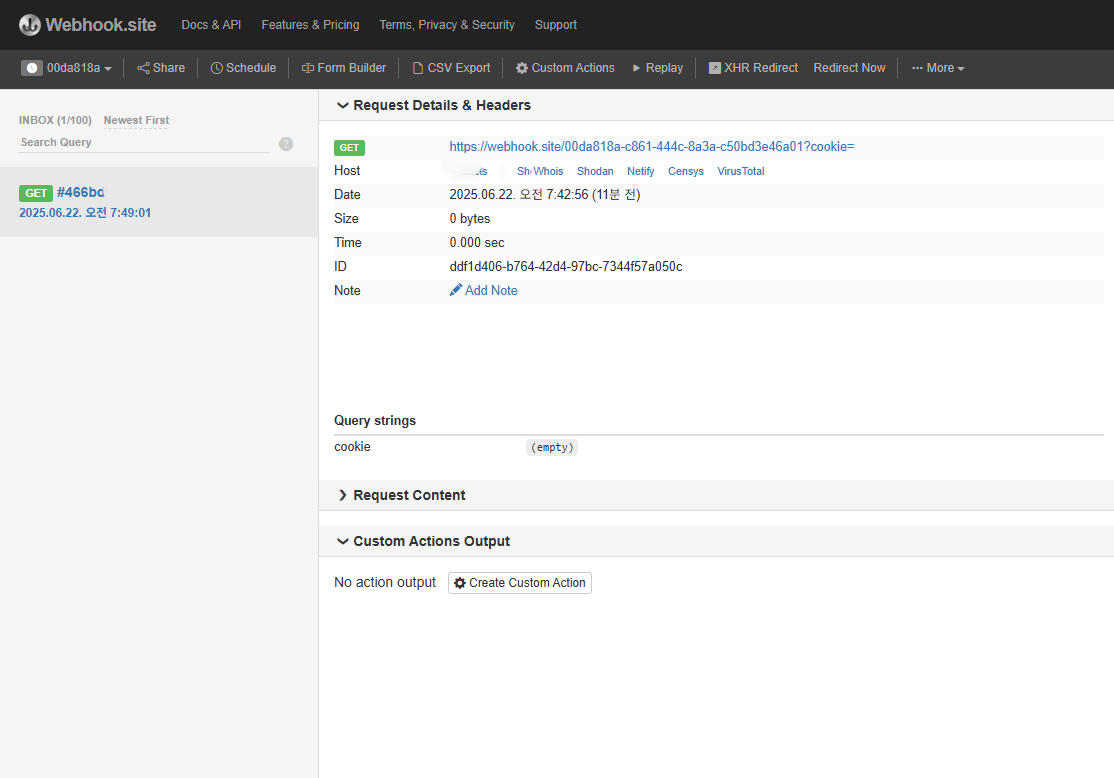 Webhook.site Docs & API Features & Pricing Terms, Privacy & Security Support
00da818a Share Schedule Form Builder CSV Export Custom Actions Replay XHR Redirect Redirect Now ··· More
INBOX (1/100) Newest First
Search Query ?
GET #466bd
2025.06.22. 오전 7:49:01
Request Details & Headers
GET https://webhook.site/00da818a-c861-444c-8a3a-c50bd3e46a01?cookie=
Host Whois Shodan Netify Censys VirusTotal
Date 2025.06.22. 오전 7:42:56 (11분 전)
Size 0 bytes
Time 0.000 sec
ID ddf1d406-b764-42d4-97bc-7344f57a050c
Note Add Note
Query strings
cookie (empty)
Request Content
Custom Actions Output
No action output Create Custom Action